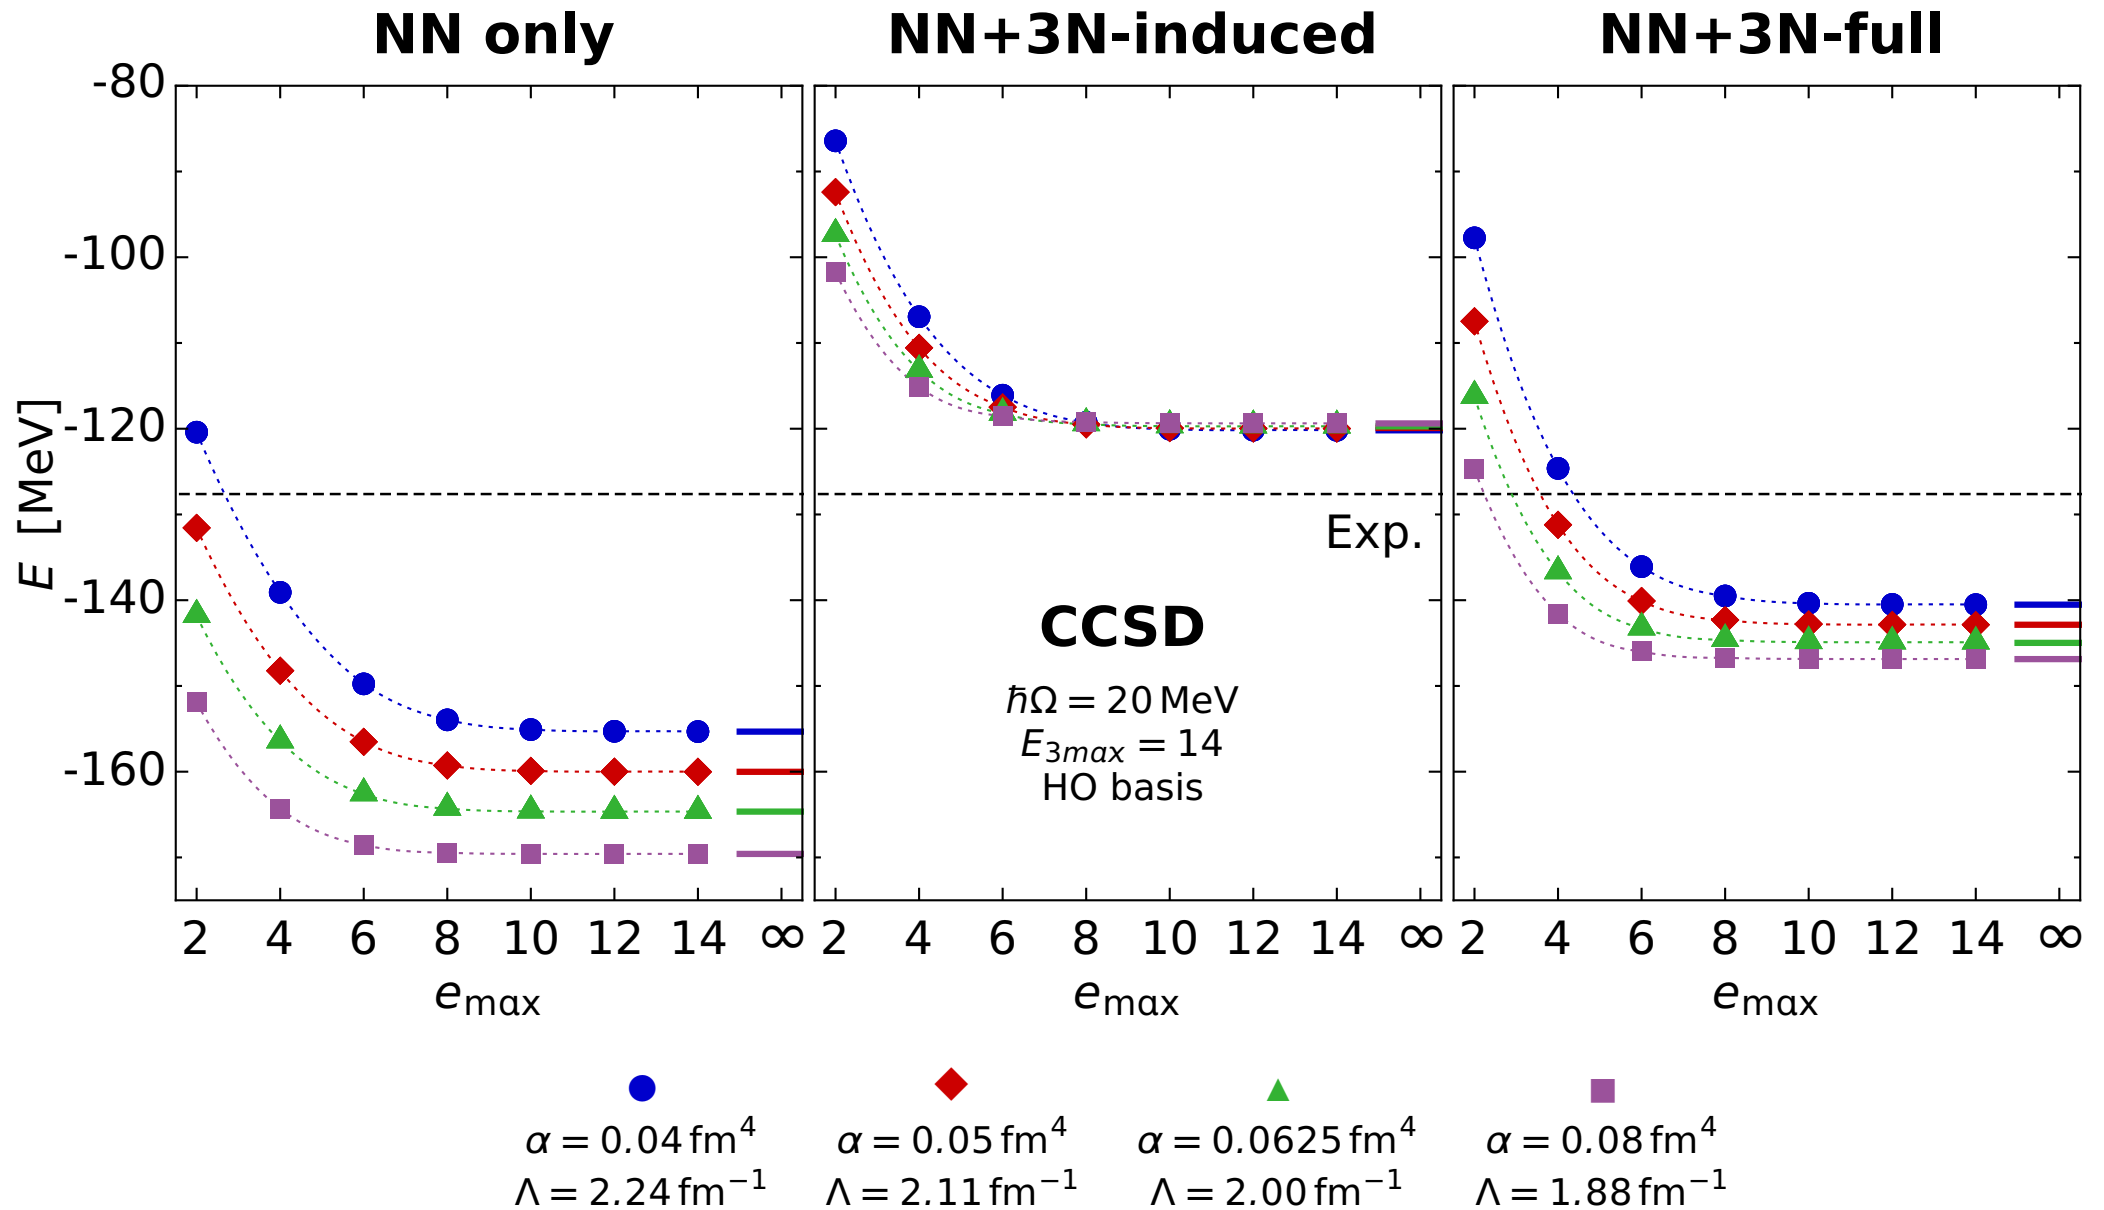 NN only
NN+3N-induced
NN+3N-full
-80
-100
-120
-140
-160
E [MeV]
Exp.
CCSD
ℏΩ = 20 MeV
E₃ₘₐₓ = 14
HO basis
2 4 6 8 10 12 14 ∞
2 4 6 8 10 12 14 ∞
2 4 6 8 10 12 14 ∞
eₘₐₓ
eₘₐₓ
eₘₐₓ
α = 0.04 fm⁴
α = 0.05 fm⁴
α = 0.0625 fm⁴
α = 0.08 fm⁴
Λ = 2.24 fm⁻¹
Λ = 2.11 fm⁻¹
Λ = 2.00 fm⁻¹
Λ = 1.88 fm⁻¹